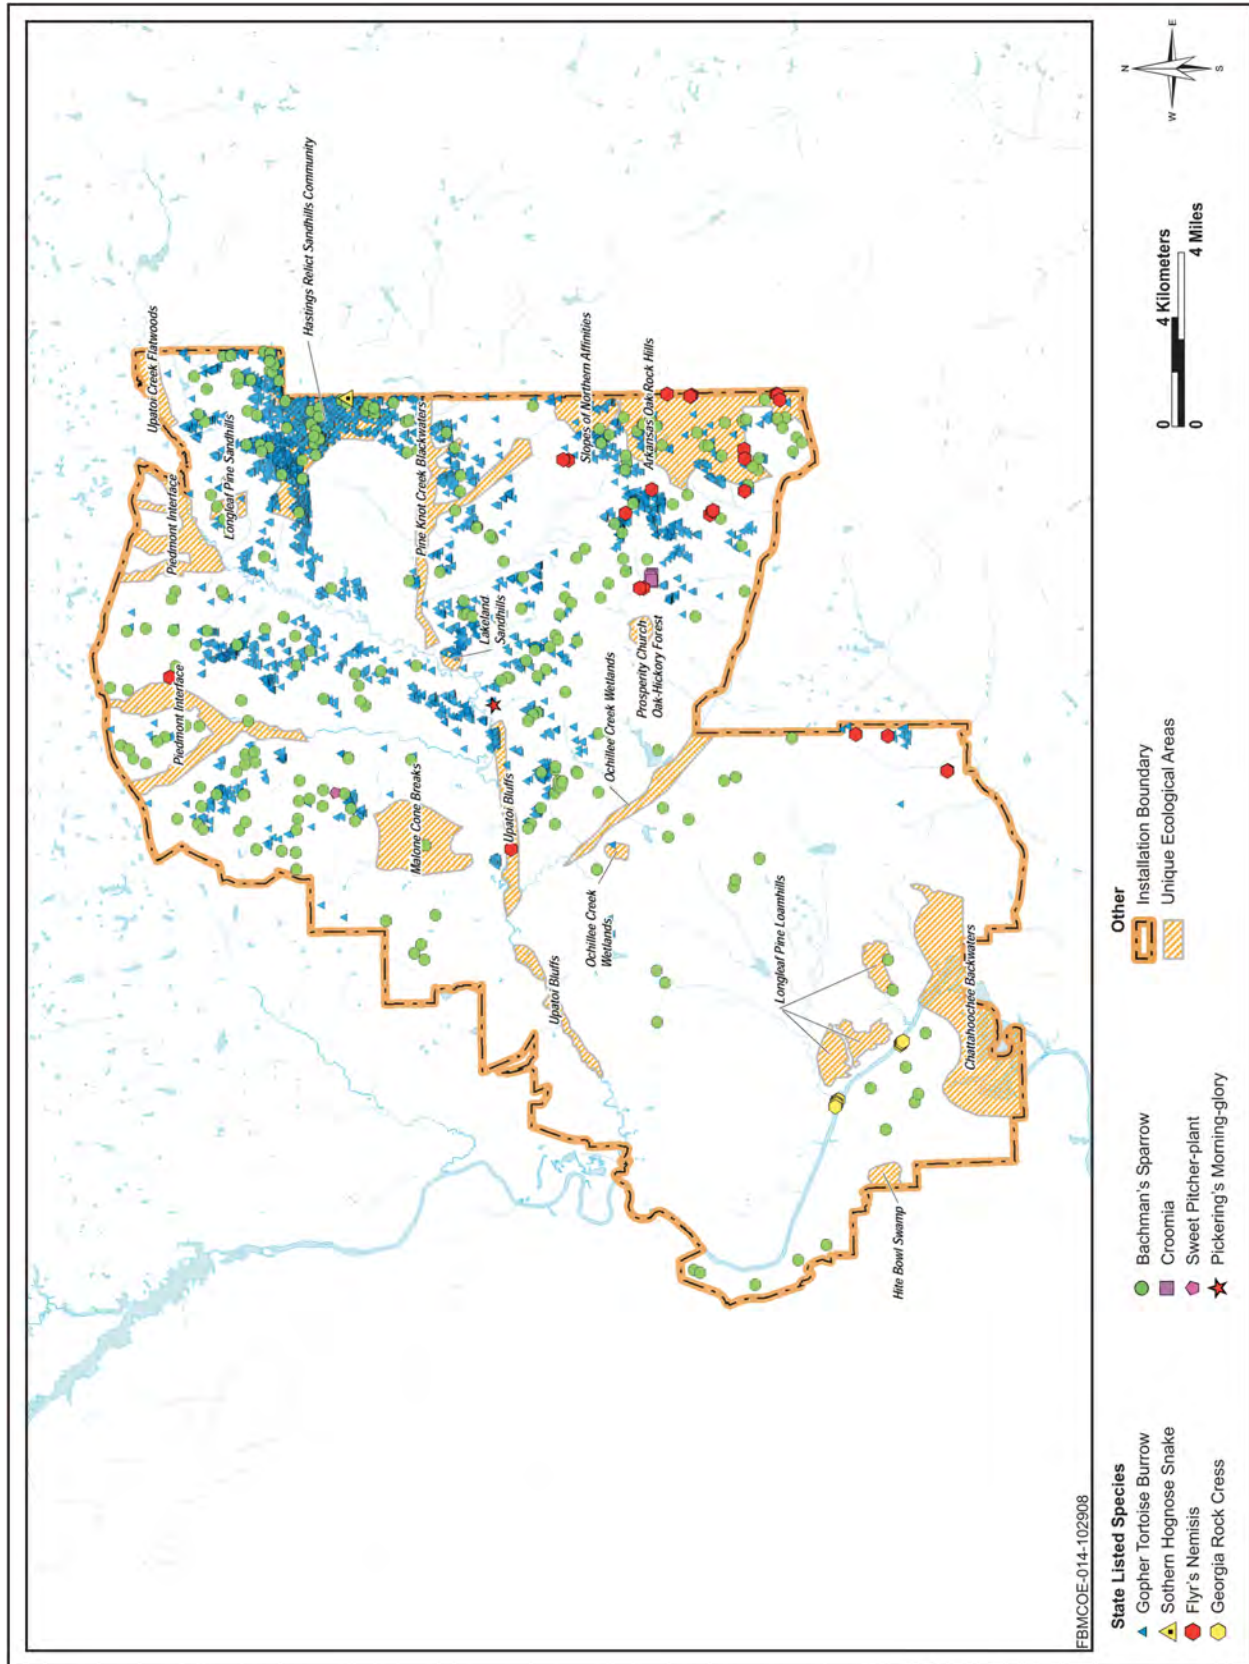 Upatoi Creek Flatwoods
Piedmont Interface
Longleaf Pine Sandhills
Hastings Relict Sandhills Community
Piedmont Interface
Pine Knot Creek Blackwaters
Malone Cone Breaks
Lakeland
Sandhills
Upatoi Bluffs
Slopes of Northern Affinities
Upatoi Bluffs
Ochillee Creek
Wetlands
Ochillee Creek Wetlands
Prosperity Church
Oak-Hickory Forest
Arkansas Oak Rock Hills
Longleaf Pine Loamhills
Hite Bowl Swamp
Chattahoochee Backwaters
FBMCOE-014-102908
State Listed Species
Gopher Tortoise Burrow
Sothern Hognose Snake
Flyr's Nemisis
Georgia Rock Cress
Bachman's Sparrow
Croomia
Sweet Pitcher-plant
Pickering's Morning-glory
Other
Installation Boundary
Unique Ecological Areas
0 4 Kilometers
0 4 Miles
N
W E
S